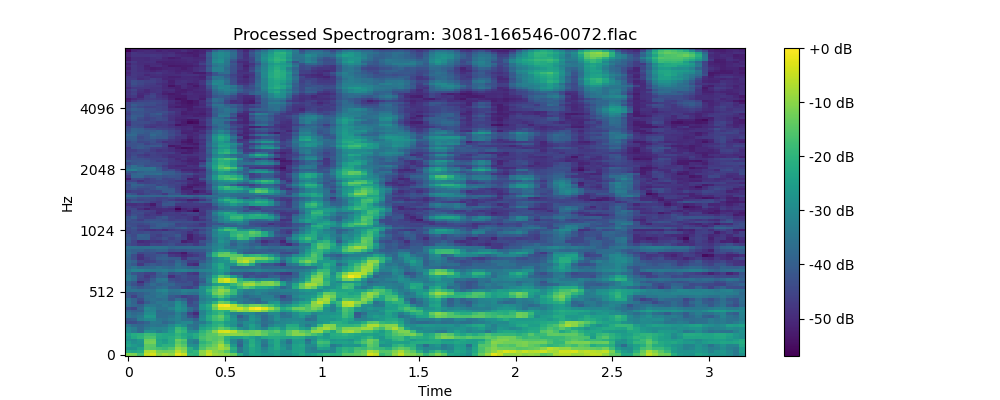 Processed Spectrogram: 3081-166546-0072.flac
Hz
4096
2048
1024
512
0
0
0.5
1
1.5
2
2.5
3
Time
+0 dB
-10 dB
-20 dB
-30 dB
-40 dB
-50 dB